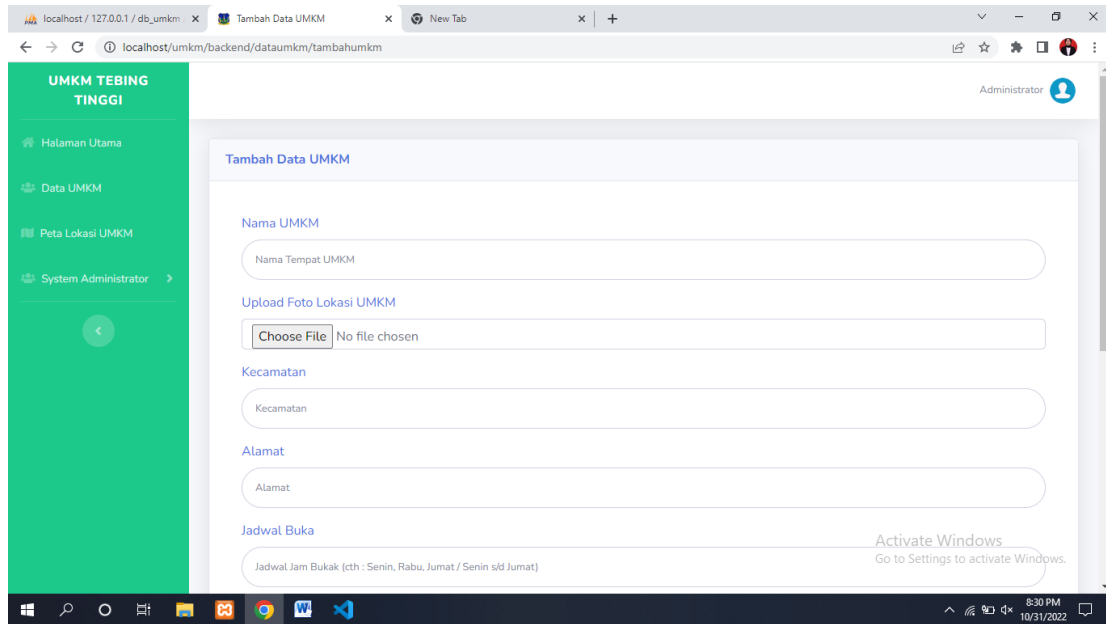 localhost / 127.0.0.1 / db_umkm
Tambah Data UMKM
New Tab
localhost/umkm/backend/dataumkm/tambahumkm
UMKM TEBING
TINGGI
Administrator
Halaman Utama
Data UMKM
Peta Lokasi UMKM
System Administrator
Tambah Data UMKM
Nama UMKM
Nama Tempat UMKM
Upload Foto Lokasi UMKM
Choose File No file chosen
Kecamatan
Kecamatan
Alamat
Alamat
Jadwal Buka
Jadwal Jam Bukak (cth : Senin, Rabu, Jumat / Senin s/d Jumat)
Activate Windows
Go to Settings to activate Windows.
8:30 PM
10/31/2022